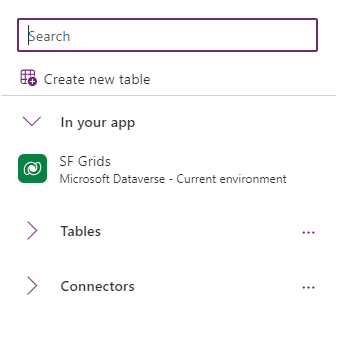 Search
Create new table
In your app
SF Grids
Microsoft Dataverse - Current environment
Tables
Connectors